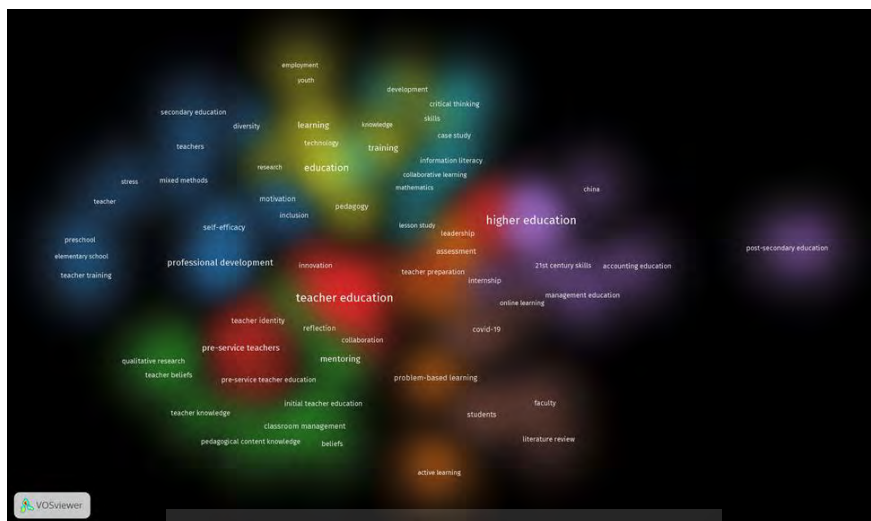 employment
youth
development
critical thinking
skills
secondary education
diversity
learning
knowledge
case study
teachers
technology
training
information literacy
research
education
collaborative learning
stress
mixed methods
mathematics
china
teacher
motivation
pedagogy
inclusion
higher education
self-efficacy
lesson study
leadership
preschool
assessment
post-secondary education
elementary school
professional development
innovation
21st century skills
accounting education
teacher training
teacher preparation
internship
teacher education
management education
online learning
teacher identity
reflection
covid-19
collaboration
pre-service teachers
qualitative research
mentoring
teacher beliefs
pre-service teacher education
problem-based learning
initial teacher education
faculty
teacher knowledge
students
classroom management
pedagogical content knowledge
beliefs
literature review
active learning
VOSviewer